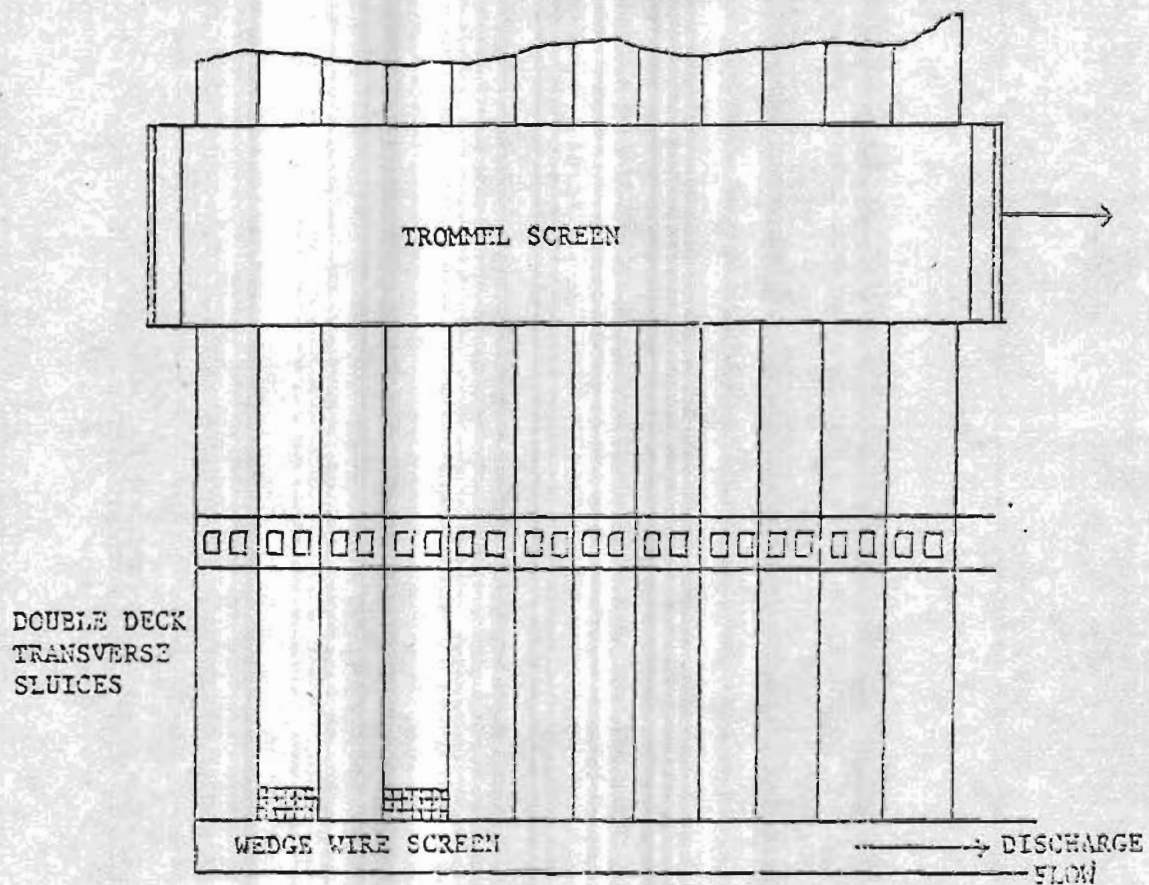 TROMMEL SCREEN
DOUBLE DECK
TRANSVERSE
SLUICES
WEDGE WIRE SCREEN
DISCHARGE
FLOW